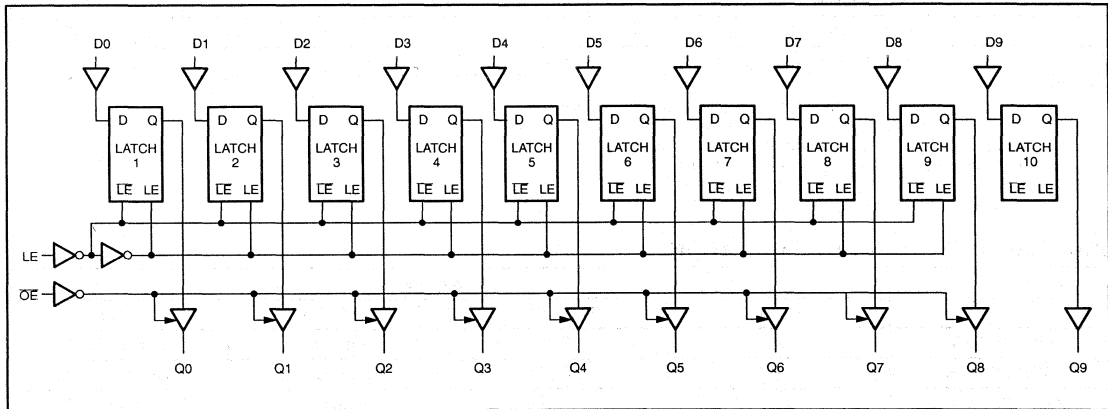 D0 D1 D2 D3 D4 D5 D6 D7 D8 D9
D Q D Q D Q D Q D Q D Q D Q D Q D Q D Q
LATCH LATCH LATCH LATCH LATCH LATCH LATCH LATCH LATCH LATCH
1 2 3 4 5 6 7 8 9 10
L̅E̅ LE L̅E̅ LE L̅E̅ LE L̅E̅ LE L̅E̅ LE L̅E̅ LE L̅E̅ LE L̅E̅ LE L̅E̅ LE L̅E̅ LE
LE
O̅E̅
Q0 Q1 Q2 Q3 Q4 Q5 Q6 Q7 Q8 Q9